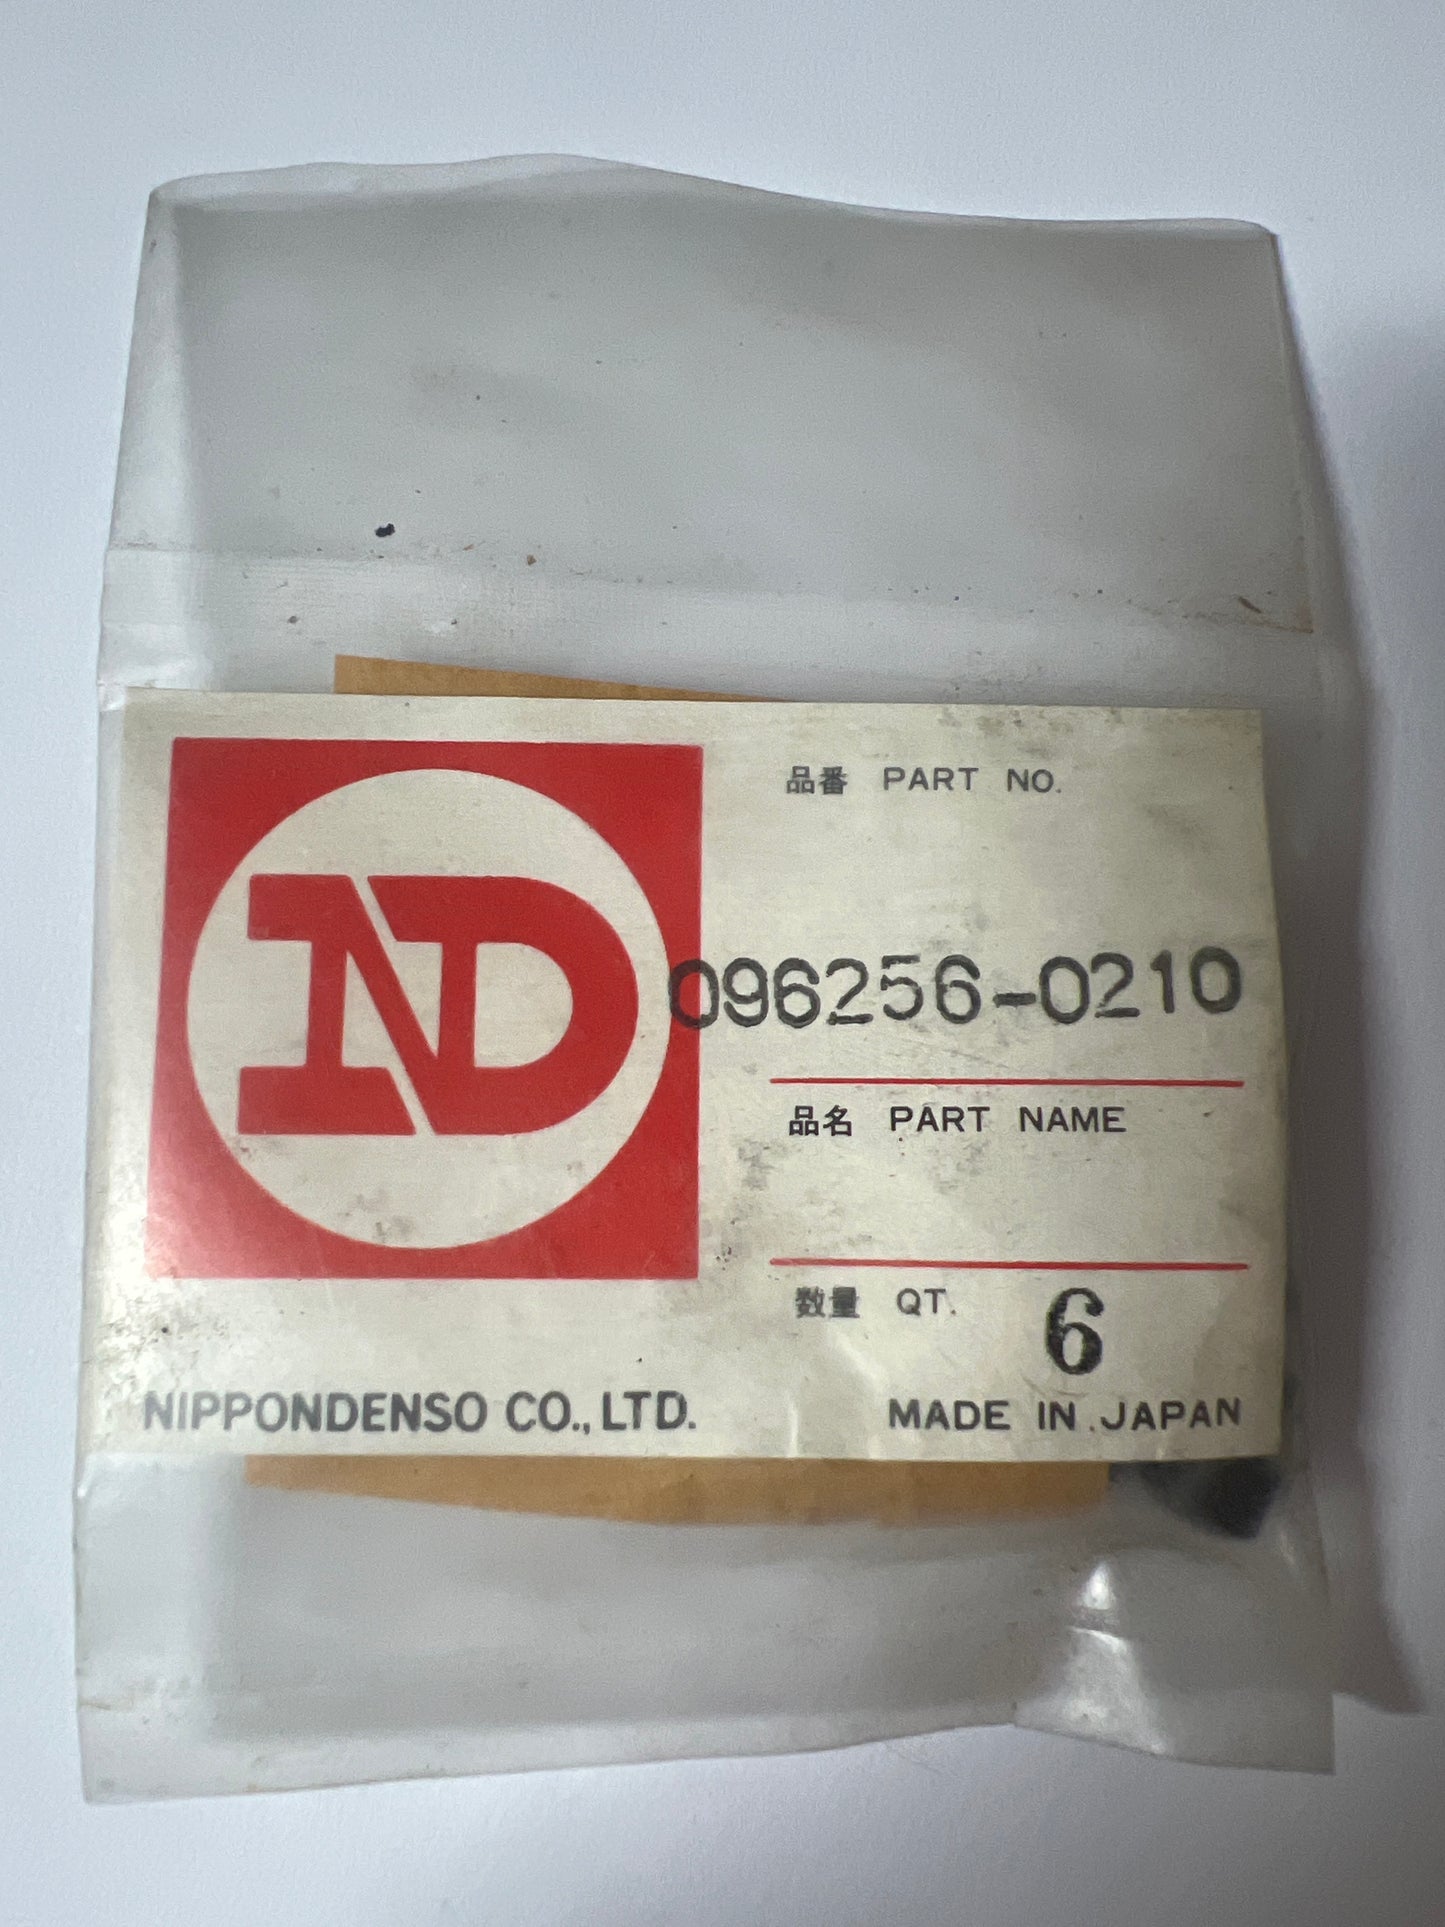 ND
品番 PART NO.
096256-0210
品名 PART NAME
数量 QT. 6
NIPPONDENSO CO., LTD.
MADE IN JAPAN